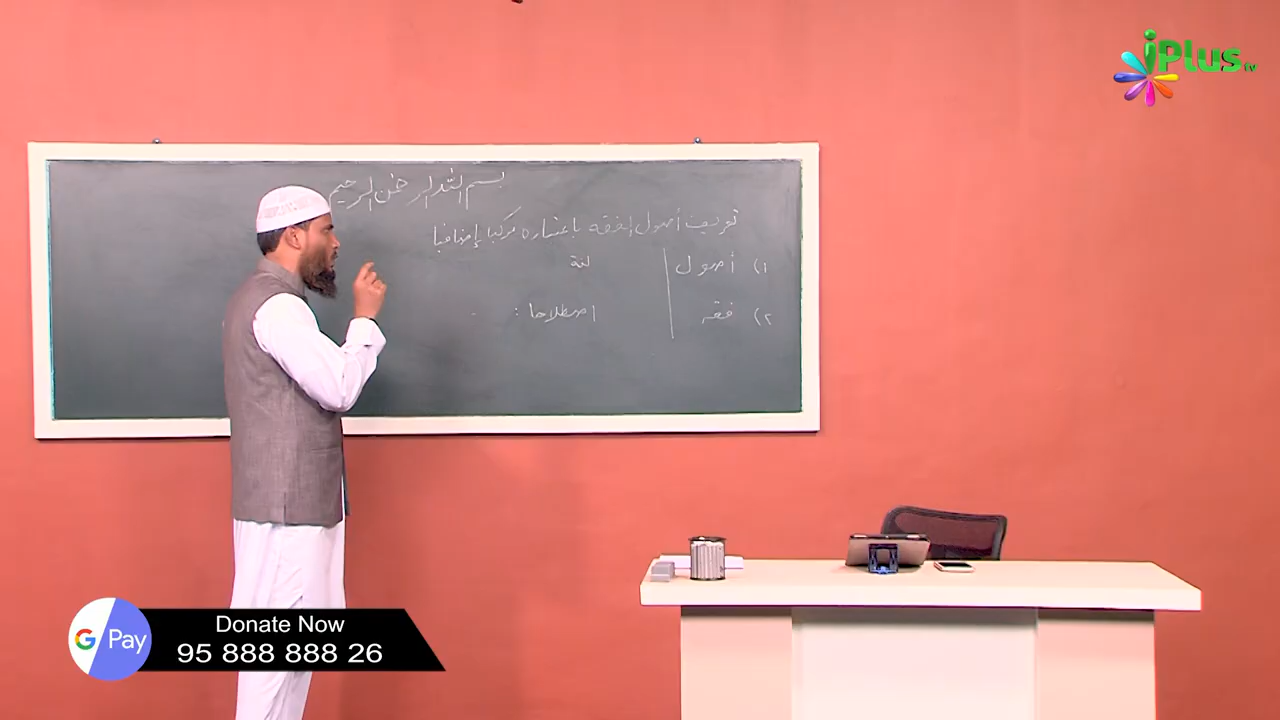 iPlus tv
بسم الله الرحمن الرحيم
تعريف أصول الفقه باعتباره مركبا إضافيا
١) أصول لغة
٢) فقه اصطلاحا :
G Pay
Donate Now
95 888 888 26